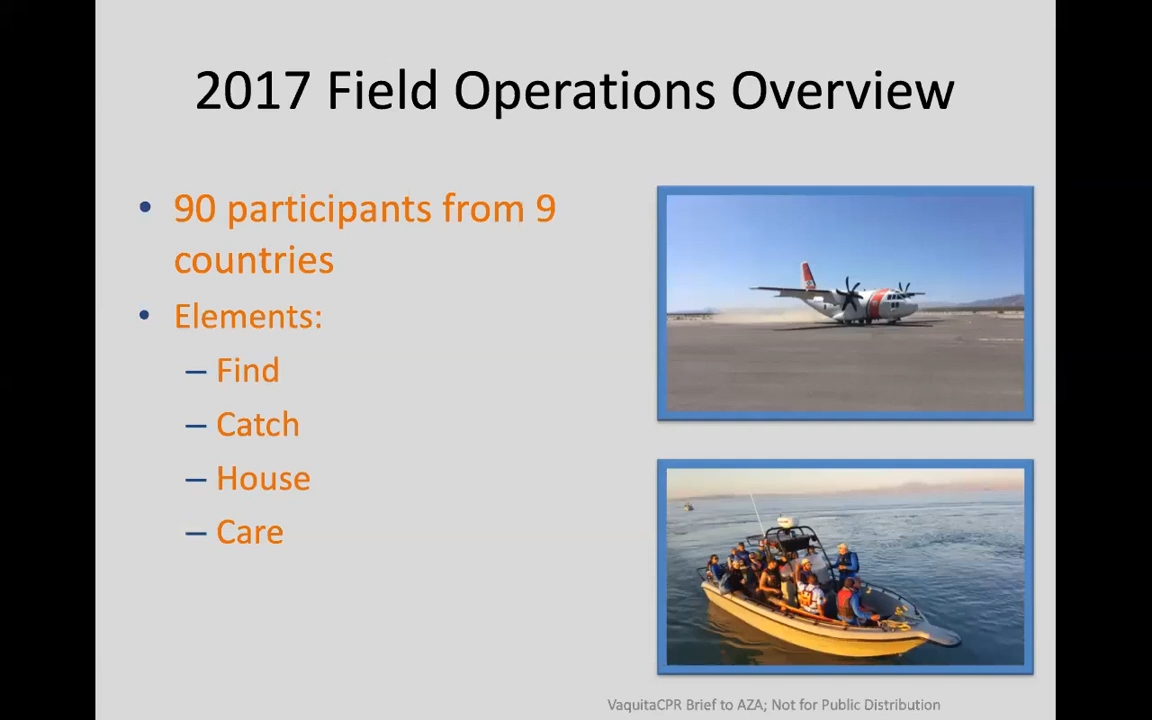 2017 Field Operations Overview
• 90 participants from 9
countries
• Elements:
– Find
– Catch
– House
– Care
VaquitaCPR Brief to AZA; Not for Public Distribution